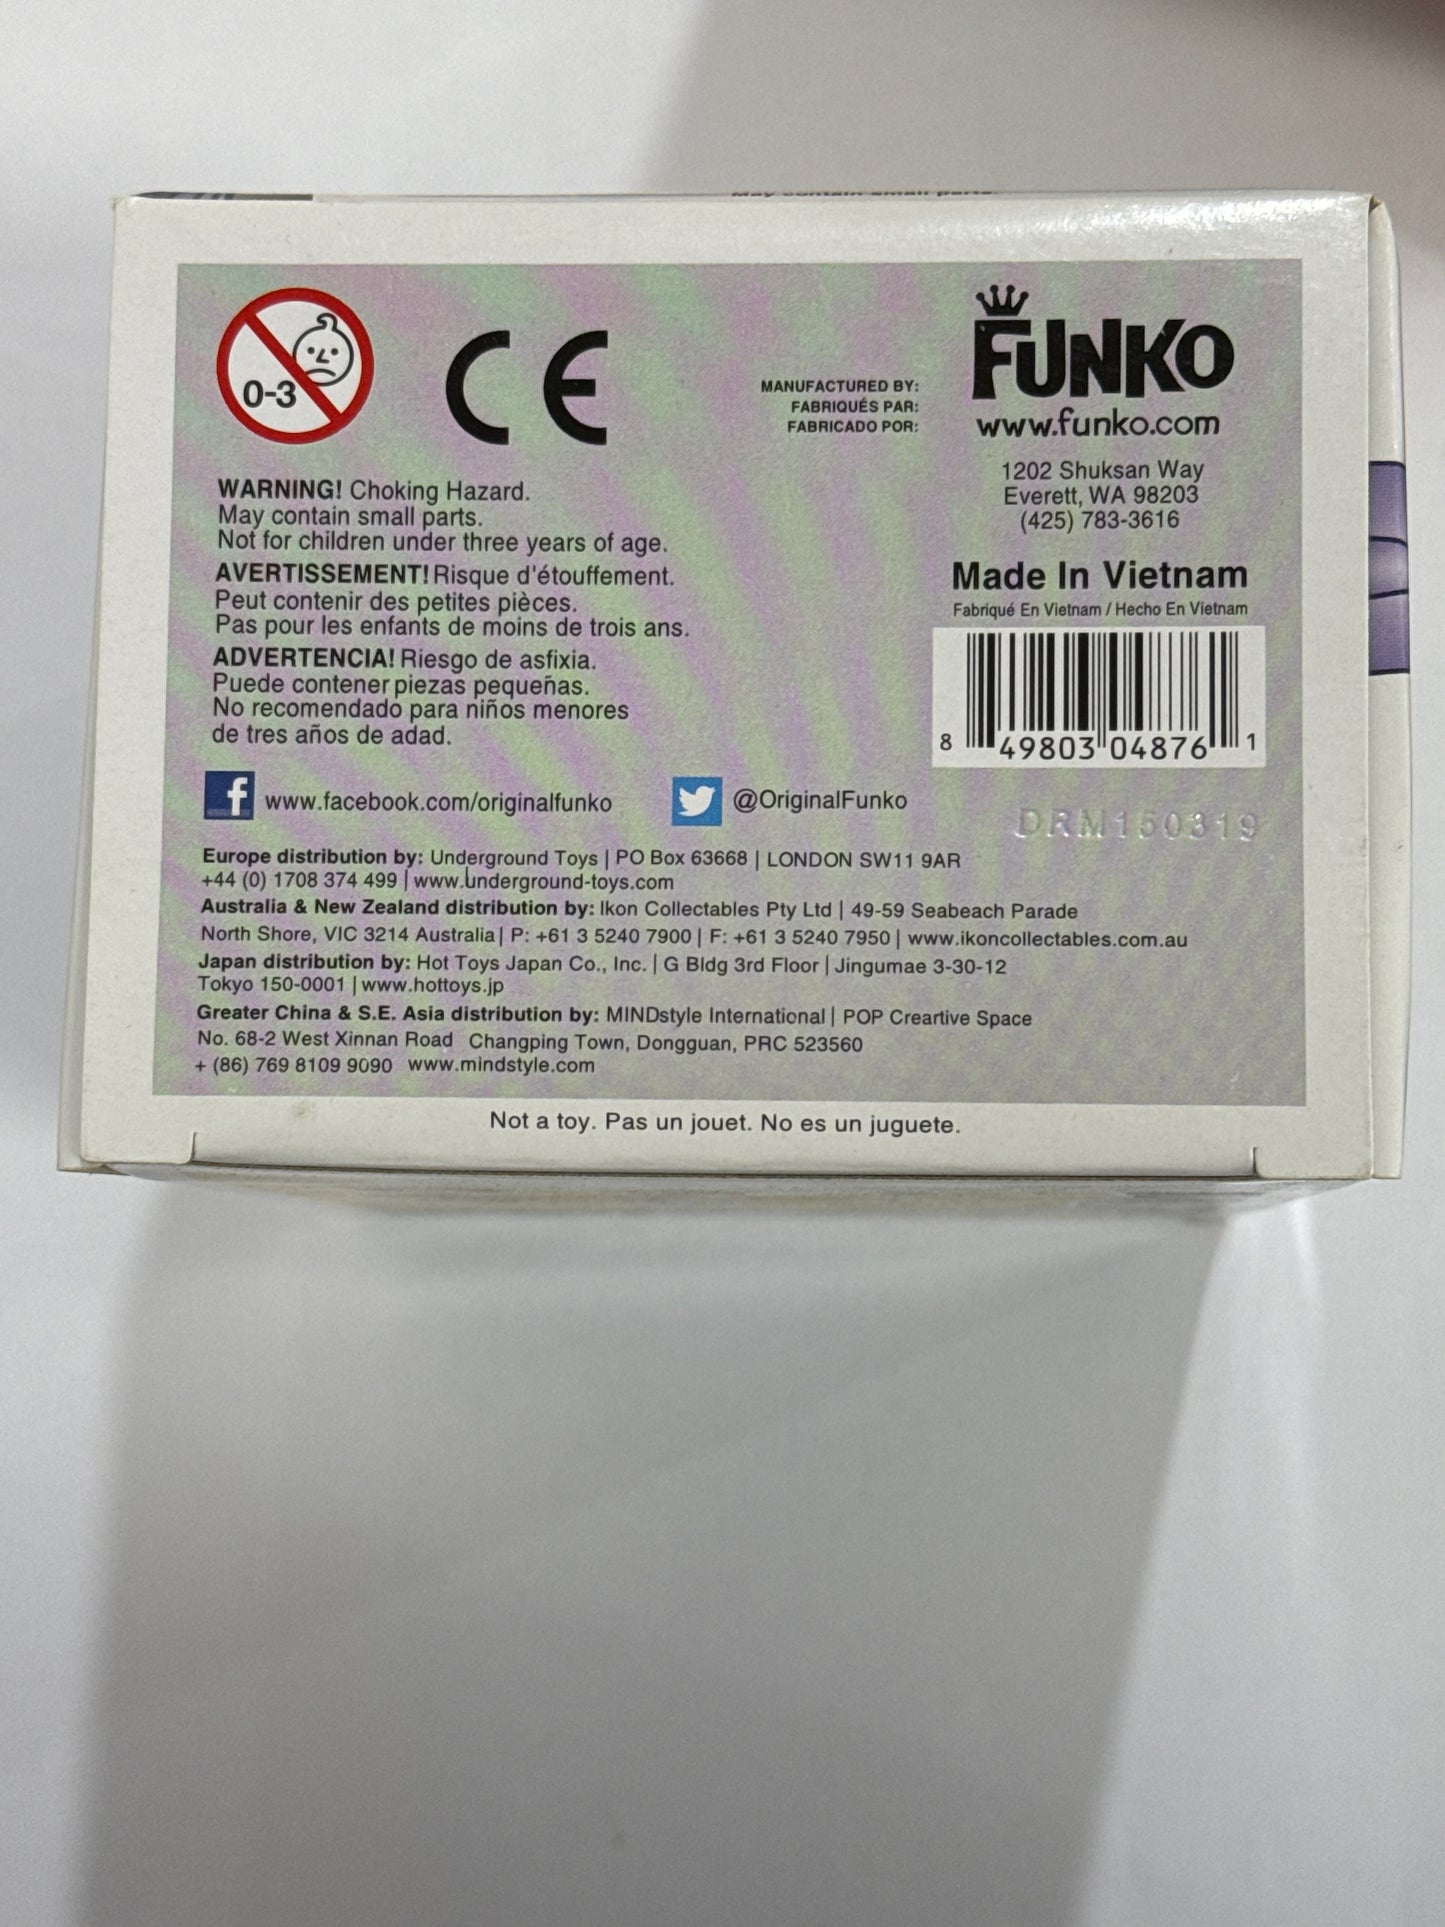 May contain small parts.
0-3
CE
MANUFACTURED BY:
FABRIQUÉS PAR:
FABRICADO POR:
FUNKO
www.funko.com
1202 Shuksan Way
Everett, WA 98203
(425) 783-3616
Made In Vietnam
Fabriqué En Vietnam / Hecho En Vietnam
8 49803 04876 1
DRM150319
WARNING! Choking Hazard.
May contain small parts.
Not for children under three years of age.
AVERTISSEMENT! Risque d'étouffement.
Peut contenir des petites pièces.
Pas pour les enfants de moins de trois ans.
ADVERTENCIA! Riesgo de asfixia.
Puede contener piezas pequeñas.
No recomendado para niños menores
de tres años de adad.
f www.facebook.com/originalfunko
@OriginalFunko
Europe distribution by: Underground Toys | PO Box 63668 | LONDON SW11 9AR
+44 (0) 1708 374 499 | www.underground-toys.com
Australia & New Zealand distribution by: Ikon Collectables Pty Ltd | 49-59 Seabeach Parade
North Shore, VIC 3214 Australia | P: +61 3 5240 7900 | F: +61 3 5240 7950 | www.ikoncollectables.com.au
Japan distribution by: Hot Toys Japan Co., Inc. | G Bldg 3rd Floor | Jingumae 3-30-12
Tokyo 150-0001 | www.hottoys.jp
Greater China & S.E. Asia distribution by: MINDstyle International | POP Creartive Space
No. 68-2 West Xinnan Road Changping Town, Dongguan, PRC 523560
+ (86) 769 8109 9090 www.mindstyle.com
Not a toy. Pas un jouet. No es un juguete.